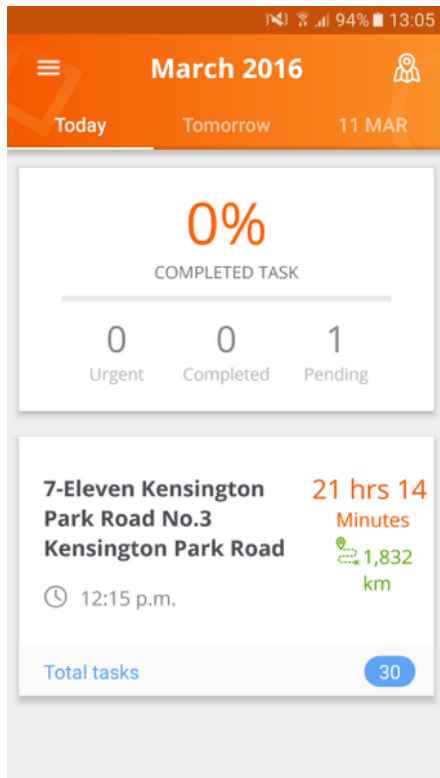 94% 13:05
March 2016
Today Tomorrow 11 MAR
0%
COMPLETED TASK
0 0 1
Urgent Completed Pending
7-Eleven Kensington
Park Road No.3
Kensington Park Road
12:15 p.m.
21 hrs 14
Minutes
1,832
km
Total tasks 30